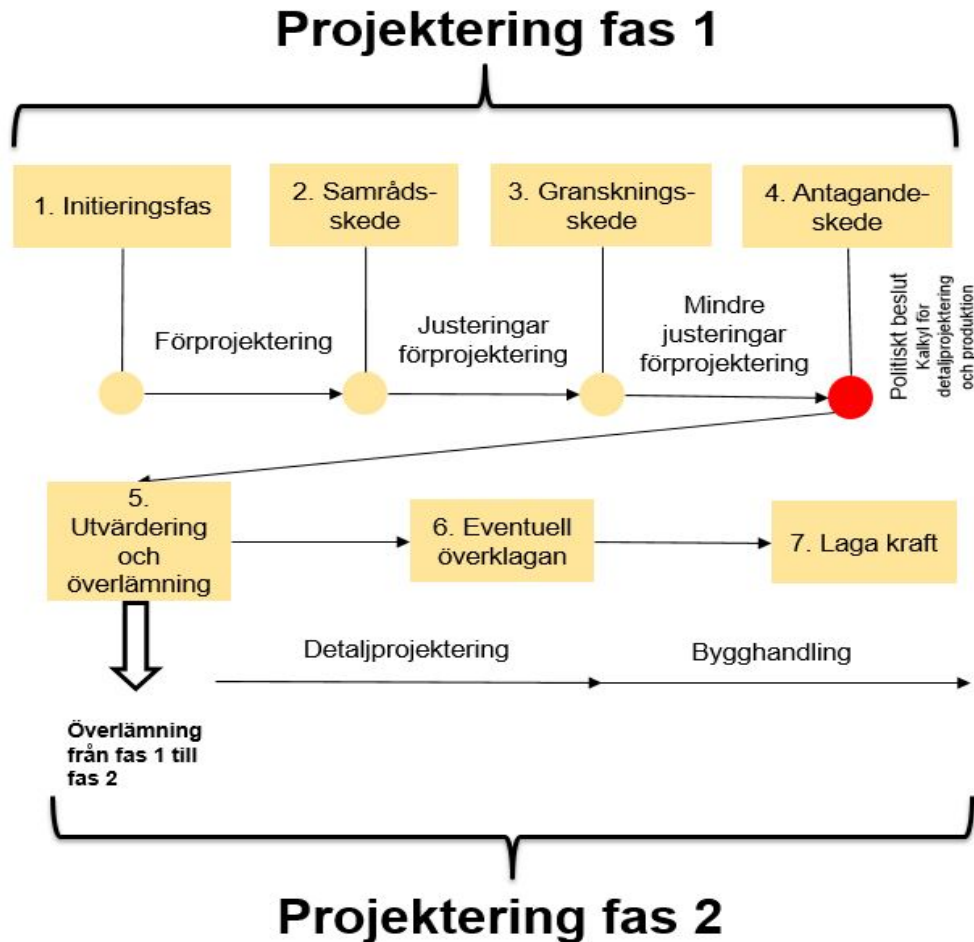 Projektering fas 1
1. Initieringsfas
2. Samråds-
skede
3. Gransknings-
skede
4. Antagande-
skede
Förprojektering
Justeringar
förprojektering
Mindre
justeringar
förprojektering
Politiskt beslut
Kalkyl för
detaljprojektering
och produktion
5.
Utvärdering
och
överlämning
6. Eventuell
överklagan
7. Laga kraft
Detaljprojektering
Bygghandling
Överlämning
från fas 1 till
fas 2
Projektering fas 2